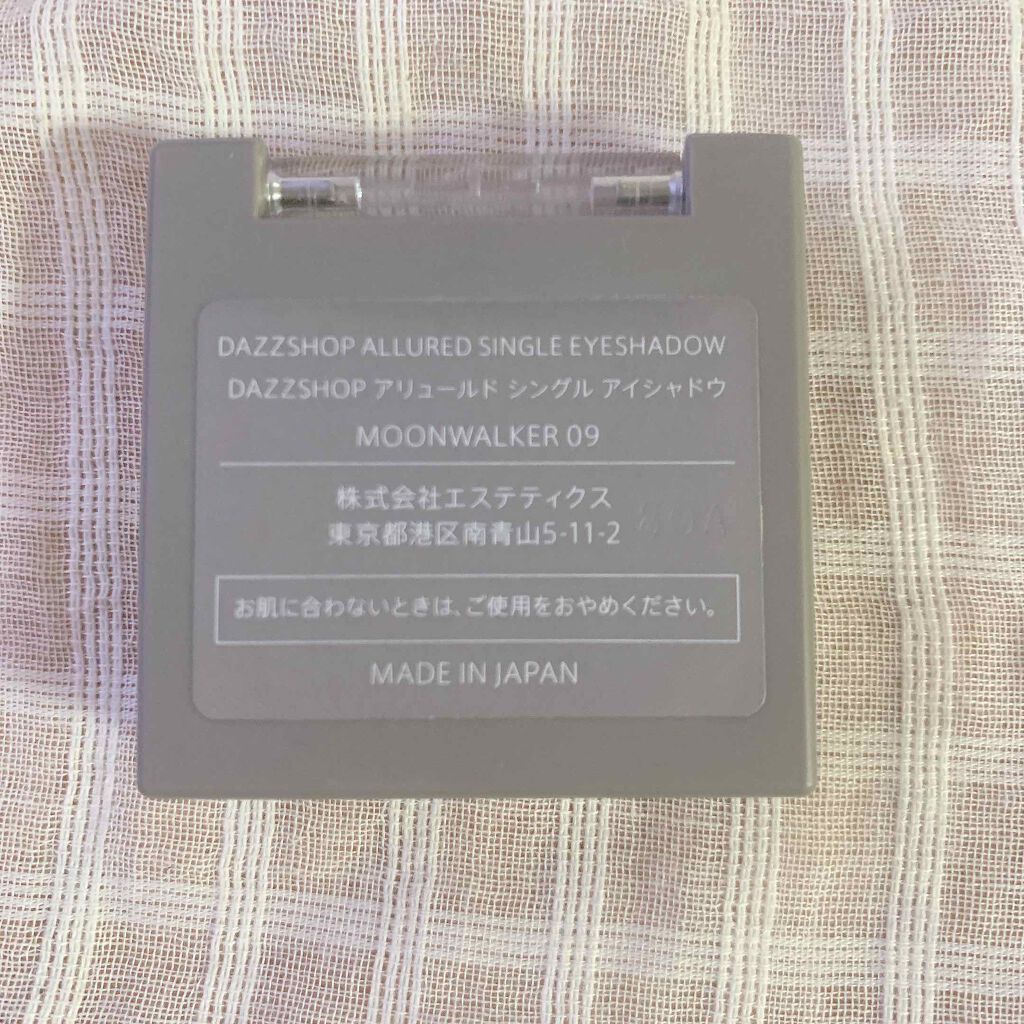 DAZZSHOP ALLURED SINGLE EYESHADOW
DAZZSHOP アリュールド シングル アイシャドウ
MOONWALKER 09
株式会社エステティクス
東京都港区南青山5-11-2
お肌に合わないときは、ご使用をおやめください。
MADE IN JAPAN